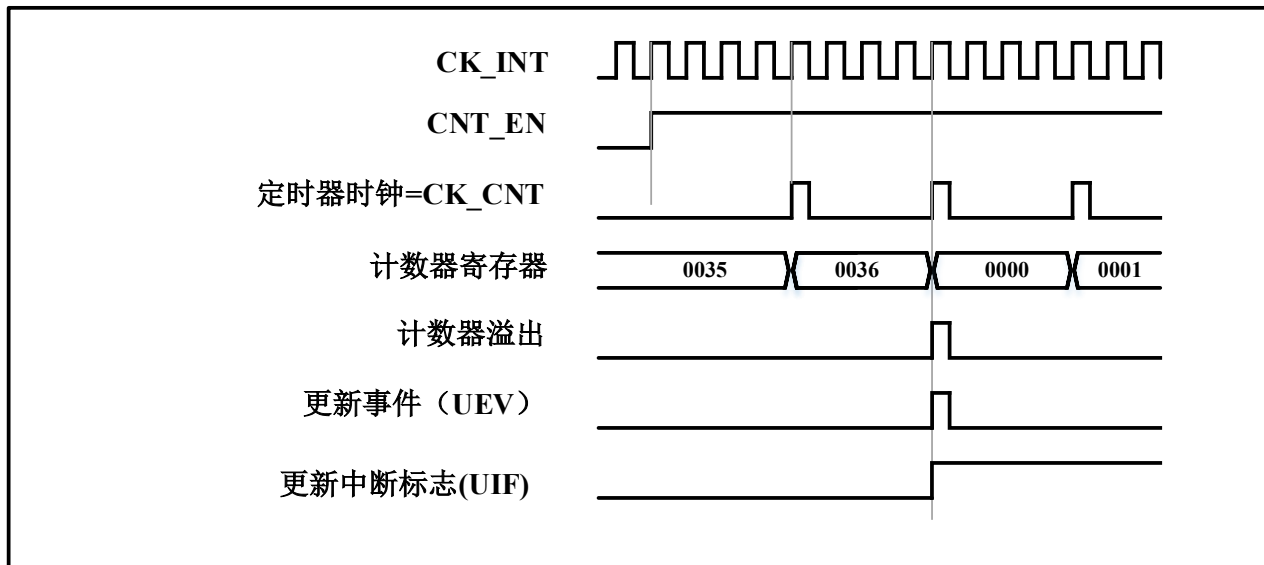 CK_INT
CNT_EN
定时器时钟=CK_CNT
计数器寄存器 0035 0036 0000 0001
计数器溢出
更新事件（UEV）
更新中断标志(UIF)